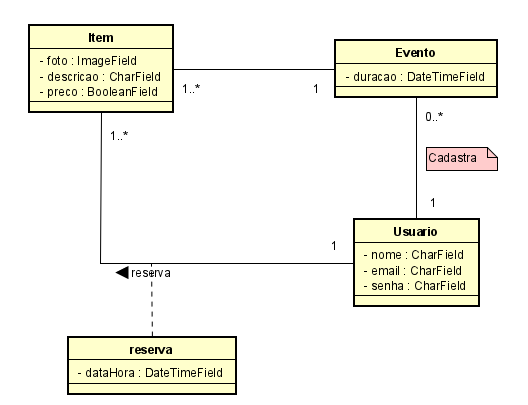 Item
- foto : ImageField
- descricao : CharField
- preco : BooleanField
Evento
- duracao : DateTimeField
1..*
1
0..*
1..*
Cadastra
1
Usuario
- nome : CharField
- email : CharField
- senha : CharField
1
reserva
reserva
- dataHora : DateTimeField